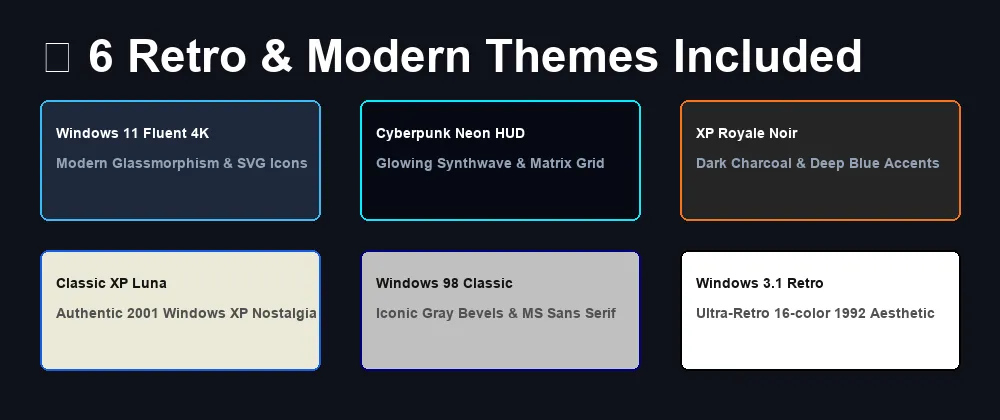 6 Retro & Modern Themes Included
Windows 11 Fluent 4K
Modern Glassmorphism & SVG Icons
Cyberpunk Neon HUD
Glowing Synthwave & Matrix Grid
XP Royale Noir
Dark Charcoal & Deep Blue Accents
Classic XP Luna
Authentic 2001 Windows XP Nostalgia
Windows 98 Classic
Iconic Gray Bevels & MS Sans Serif
Windows 3.1 Retro
Ultra-Retro 16-color 1992 Aesthetic